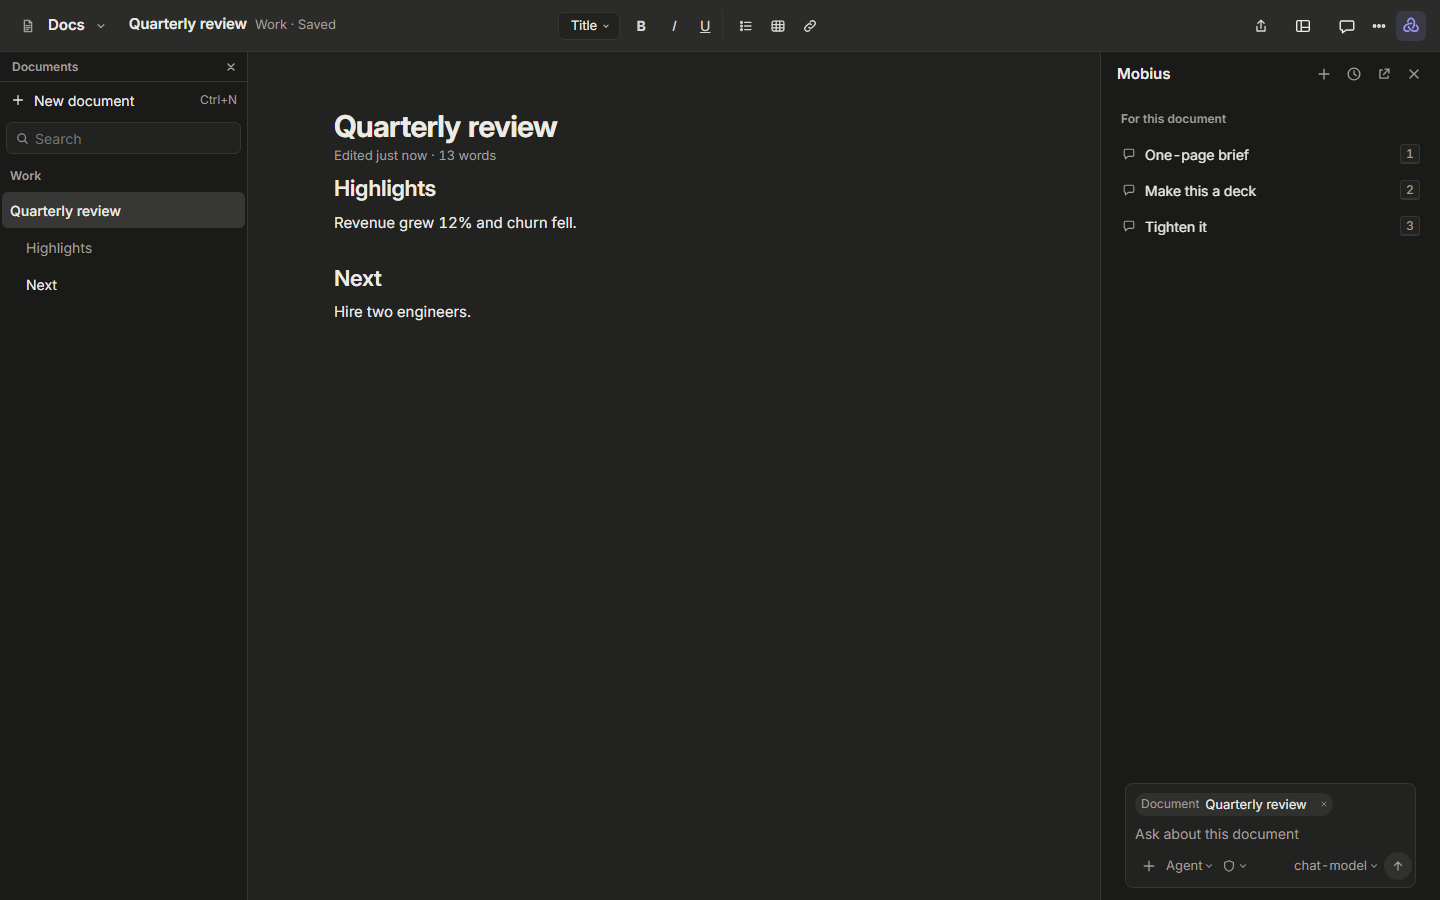 Docs
Quarterly review Work · Saved
Title
B I U
Documents
New document Ctrl+N
Search
Work
Quarterly review
Highlights
Next
Quarterly review
Edited just now · 13 words
Highlights
Revenue grew 12% and churn fell.
Next
Hire two engineers.
Mobius
For this document
One-page brief 1
Make this a deck 2
Tighten it 3
Document Quarterly review ×
Ask about this document
Agent
chat-model